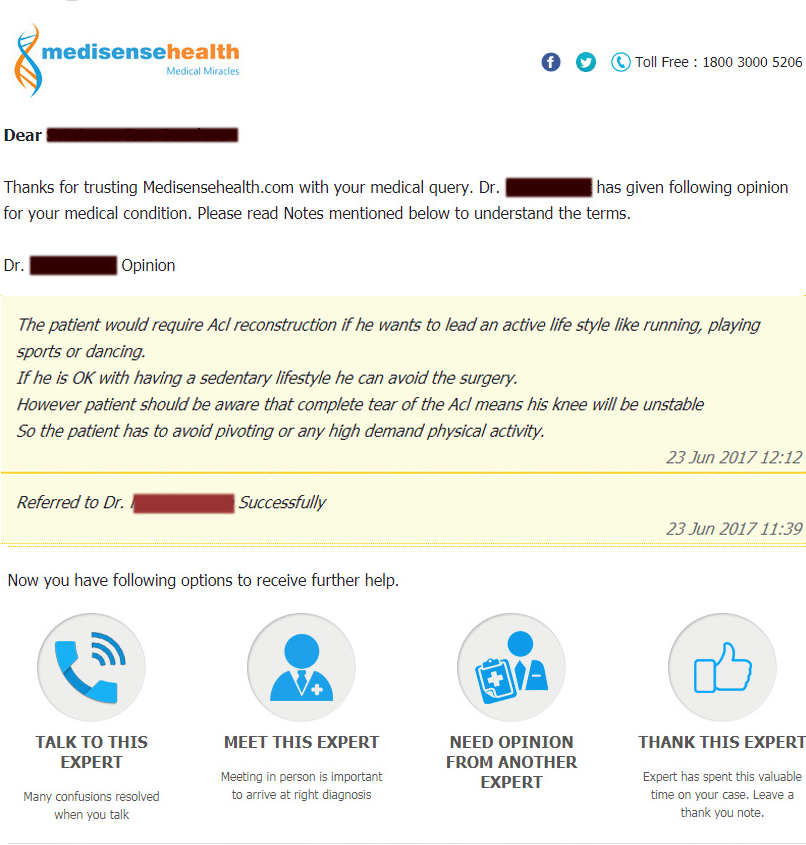 medisensehealth
Medical Miracles
Toll Free : 1800 3000 5206
Dear
Thanks for trusting Medisensehealth.com with your medical query. Dr. has given following opinion
for your medical condition. Please read Notes mentioned below to understand the terms.
Dr. Opinion
The patient would require Acl reconstruction if he wants to lead an active life style like running, playing
sports or dancing.
If he is OK with having a sedentary lifestyle he can avoid the surgery.
However patient should be aware that complete tear of the Acl means his knee will be unstable
So the patient has to avoid pivoting or any high demand physical activity.
23 Jun 2017 12:12
Referred to Dr. Successfully
23 Jun 2017 11:39
Now you have following options to receive further help.
TALK TO THIS
EXPERT
Many confusions resolved
when you talk
MEET THIS EXPERT
Meeting in person is important
to arrive at right diagnosis
NEED OPINION
FROM ANOTHER
EXPERT
THANK THIS EXPERT
Expert has spent this valuable
time on your case. Leave a
thank you note.